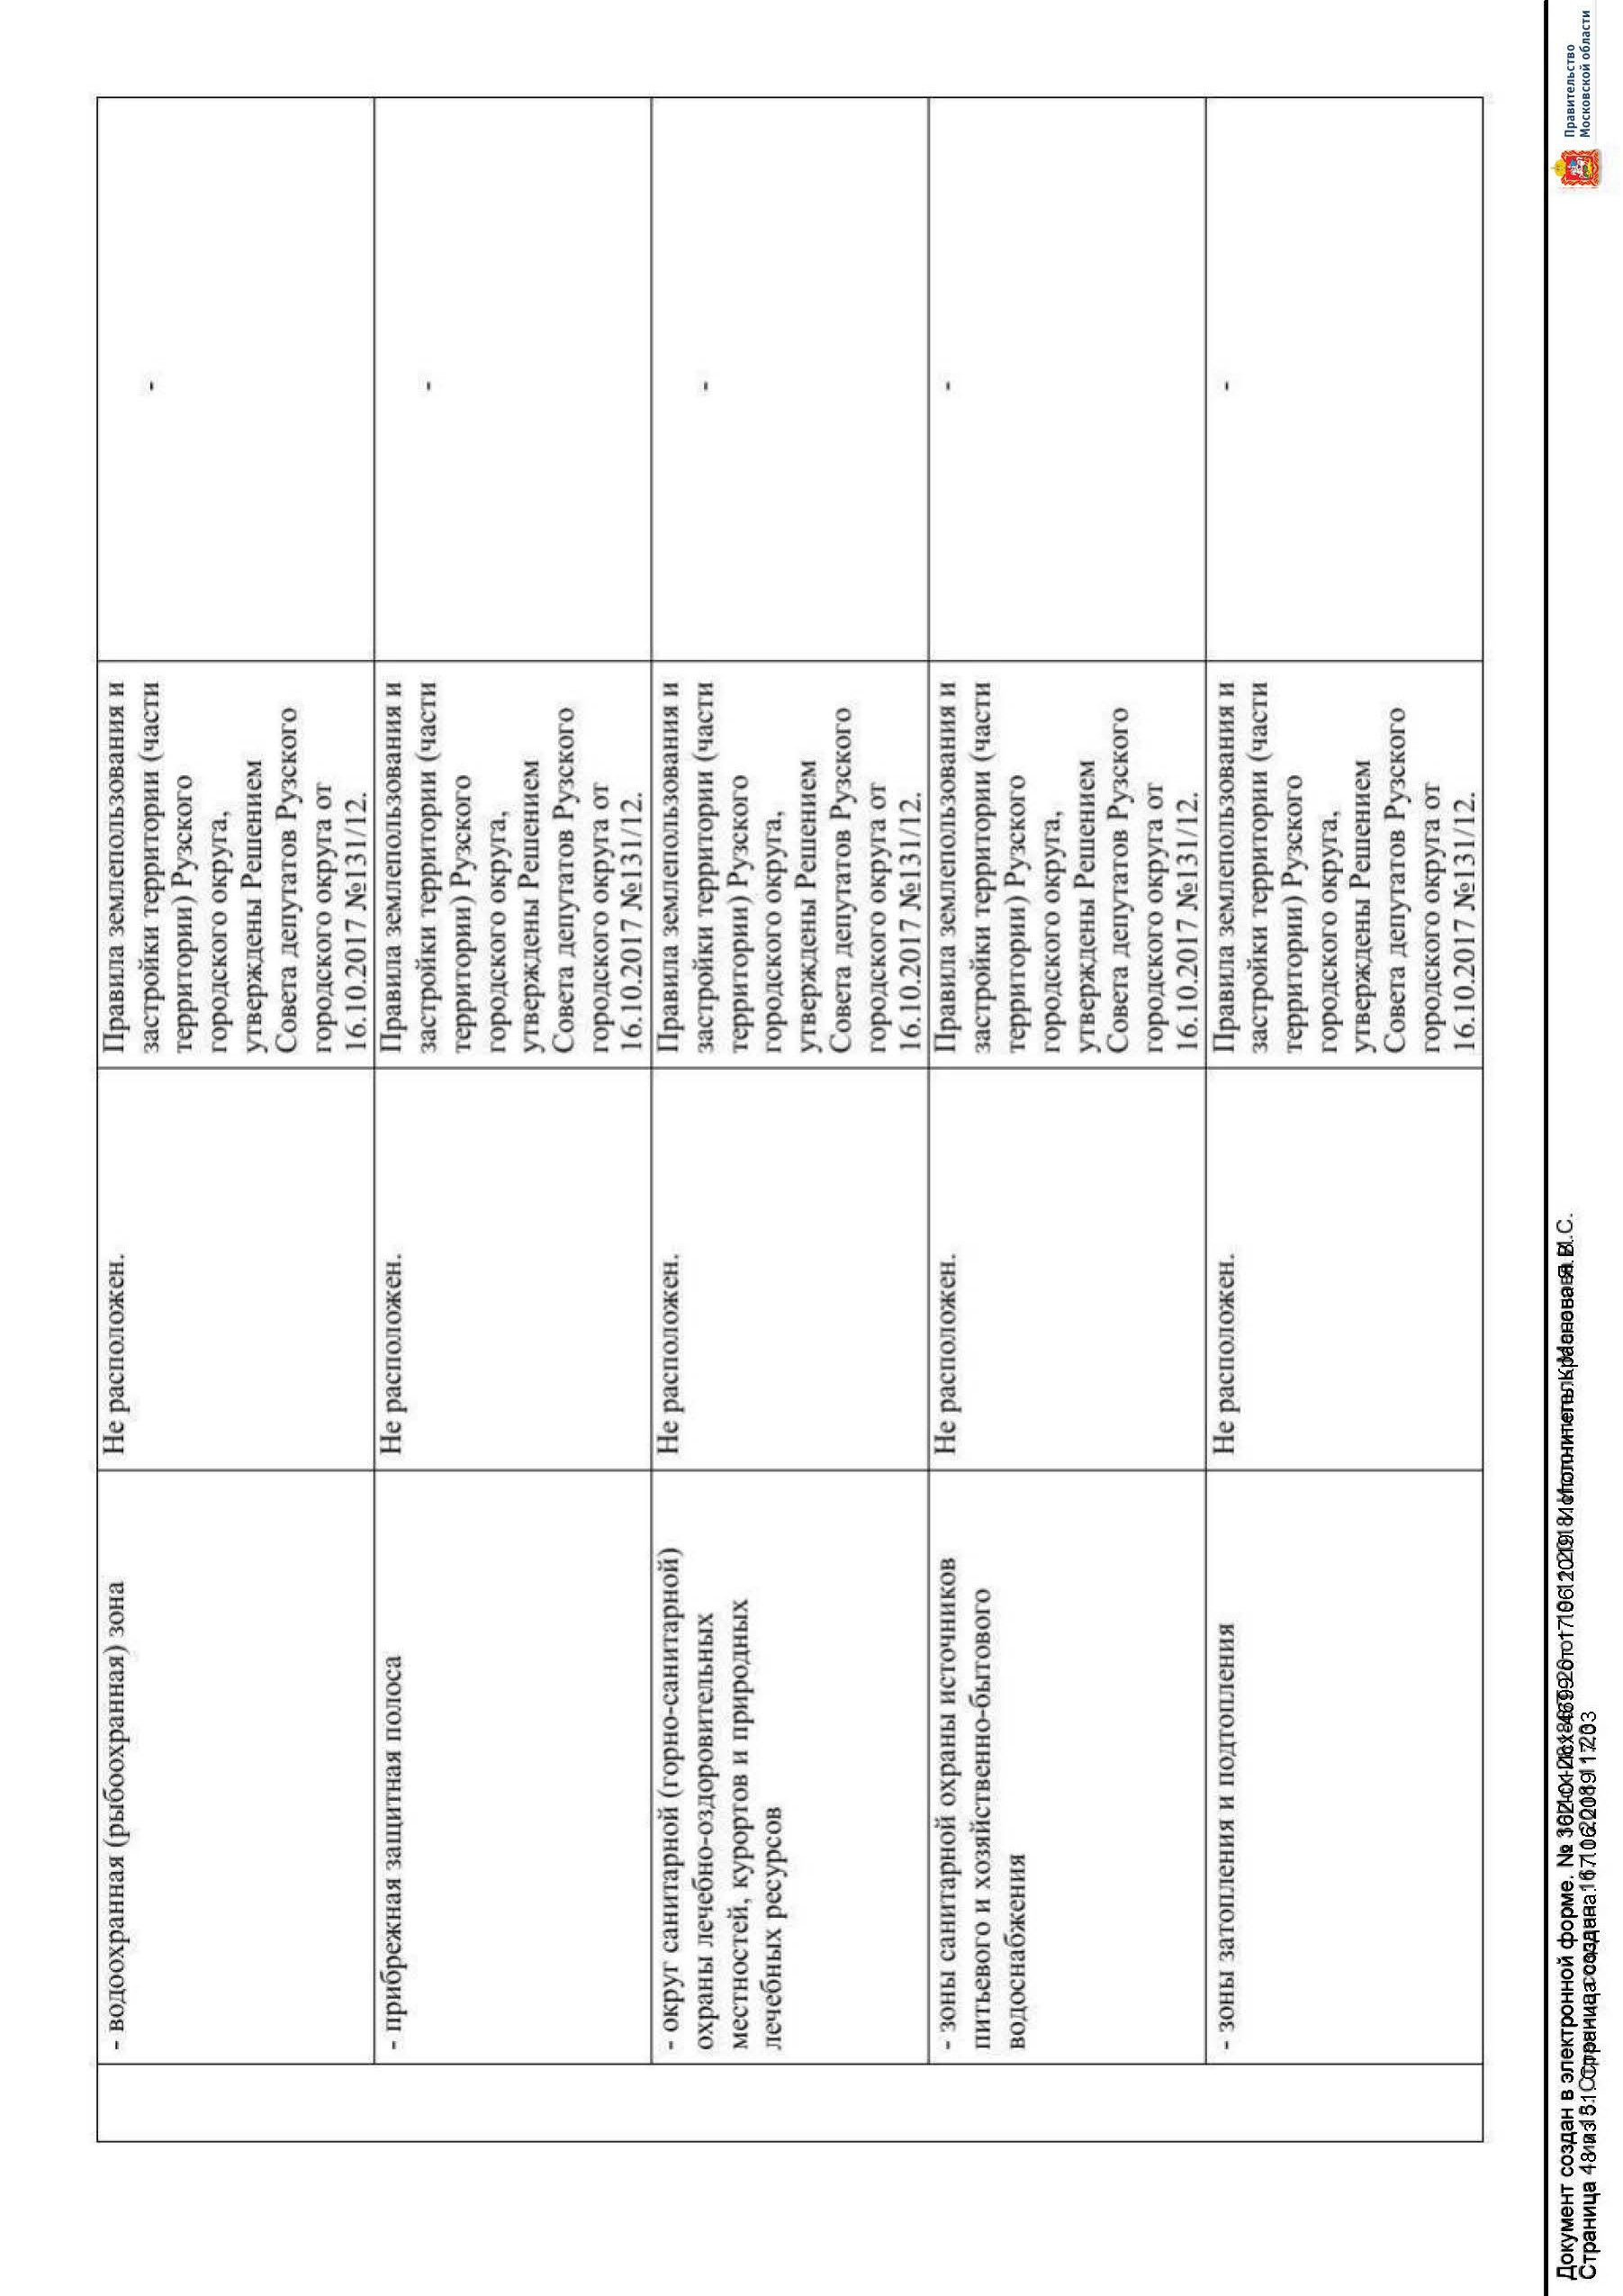 - водоохранная (рыбоохранная) зона
Не расположен.
Правила землепользования и
застройки территории (части
территории) Рузского
городского округа,
утверждены Решением
Совета депутатов Рузского
городского округа от
16.10.2017 №131/12.
-
- прибрежная защитная полоса
Не расположен.
Правила землепользования и
застройки территории (части
территории) Рузского
городского округа,
утверждены Решением
Совета депутатов Рузского
городского округа от
16.10.2017 №131/12.
-
- округ санитарной (горно-санитарной)
охраны лечебно-оздоровительных
местностей, курортов и природных
лечебных ресурсов
Не расположен.
Правила землепользования и
застройки территории (части
территории) Рузского
городского округа,
утверждены Решением
Совета депутатов Рузского
городского округа от
16.10.2017 №131/12.
-
- зоны санитарной охраны источников
питьевого и хозяйственно-бытового
водоснабжения
Не расположен.
Правила землепользования и
застройки территории (части
территории) Рузского
городского округа,
утверждены Решением
Совета депутатов Рузского
городского округа от
16.10.2017 №131/12.
-
- зоны затопления и подтопления
Не расположен.
Правила землепользования и
застройки территории (части
территории) Рузского
городского округа,
утверждены Решением
Совета депутатов Рузского
городского округа от
16.10.2017 №131/12.
-
Документ создан в электронной форме. №
Страница
Правительство
Московской области